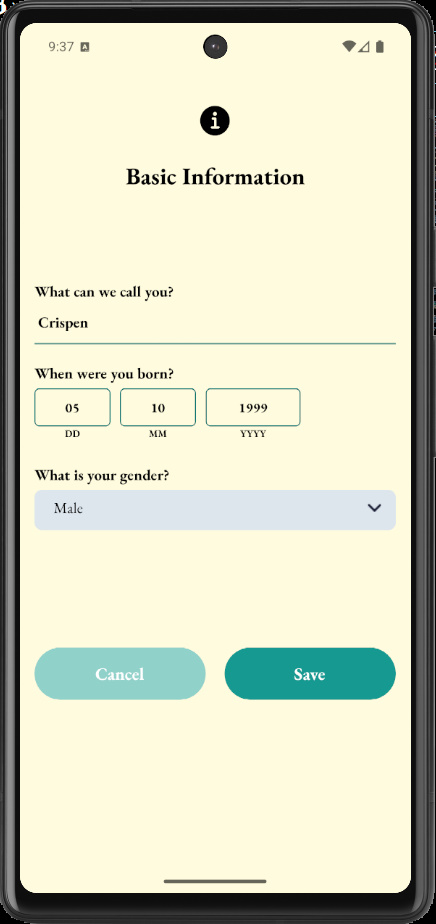 9:37 A
Basic Information
What can we call you?
Crispen
When were you born?
05 10 1999
DD MM YYYY
What is your gender?
Male
Cancel Save